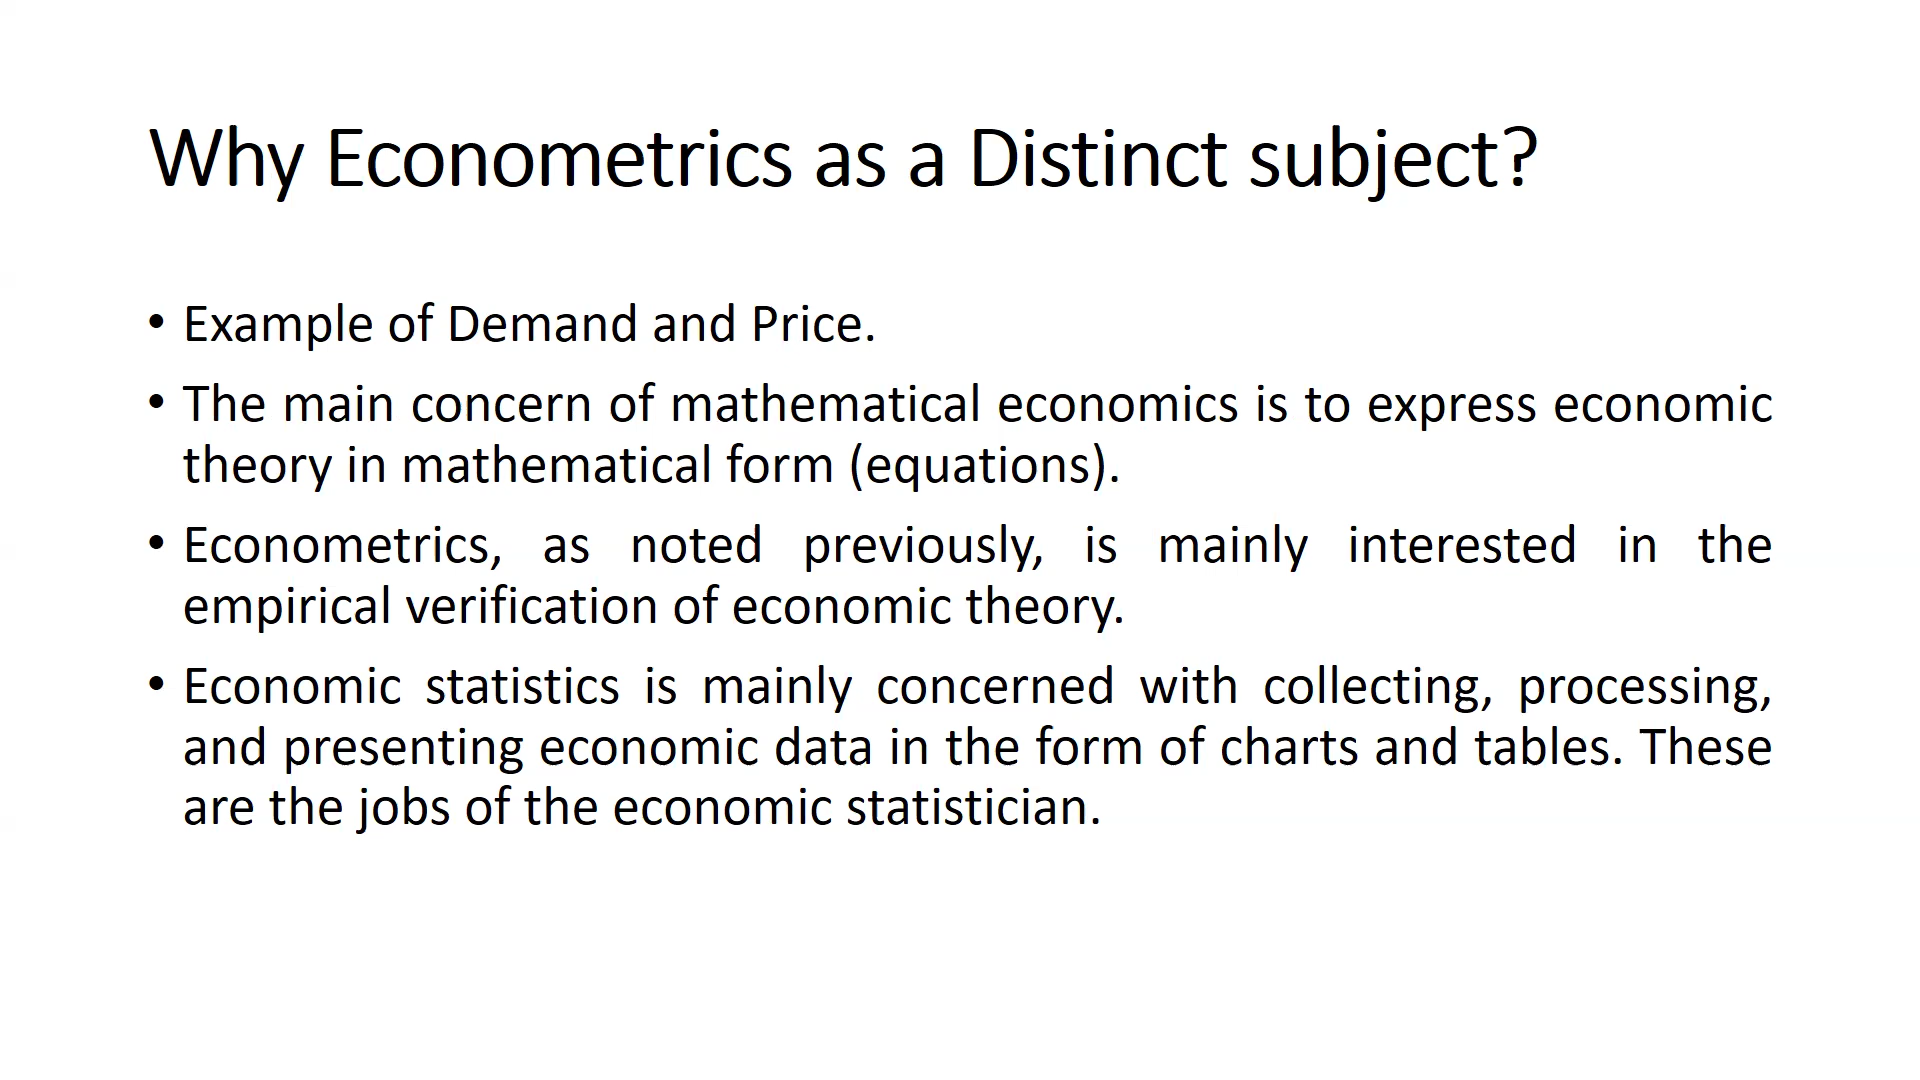 Why Econometrics as a Distinct subject?
• Example of Demand and Price.
• The main concern of mathematical economics is to express economic
theory in mathematical form (equations).
• Econometrics, as noted previously, is mainly interested in the
empirical verification of economic theory.
• Economic statistics is mainly concerned with collecting, processing,
and presenting economic data in the form of charts and tables. These
are the jobs of the economic statistician.